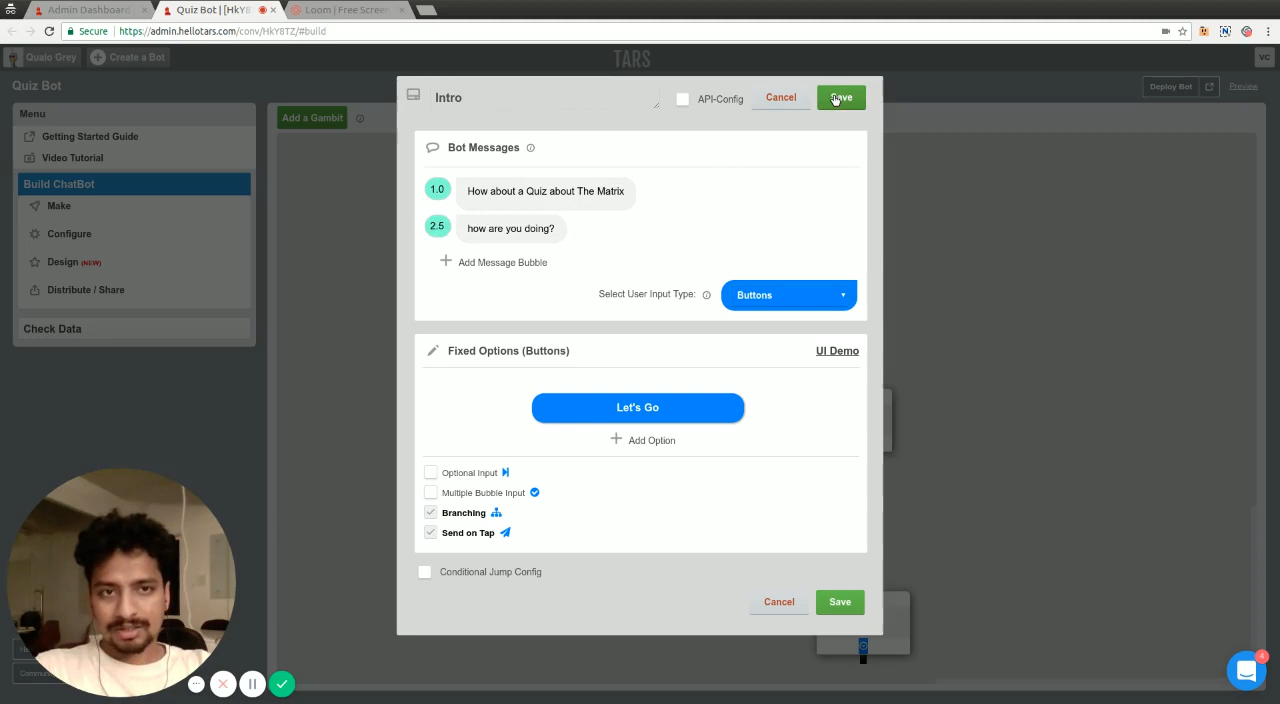 Admin Dashboard
Quiz Bot | [HkY8
Loom | Free Screen
Secure
https://admin.hellotars.com/conv/HkY8TZ/#build
Qualo Grey
Create a Bot
TARS
VC
Quiz Bot
Deploy Bot
Preview
Menu
Getting Started Guide
Video Tutorial
Build ChatBot
Make
Configure
Design (NEW)
Distribute / Share
Check Data
Add a Gambit
Intro
API-Config
Cancel
Save
Bot Messages
1.0
How about a Quiz about The Matrix
2.5
how are you doing?
Add Message Bubble
Select User Input Type:
Buttons
Fixed Options (Buttons)
UI Demo
Let's Go
Add Option
Optional Input
Multiple Bubble Input
Branching
Send on Tap
Conditional Jump Config
Cancel
Save
4